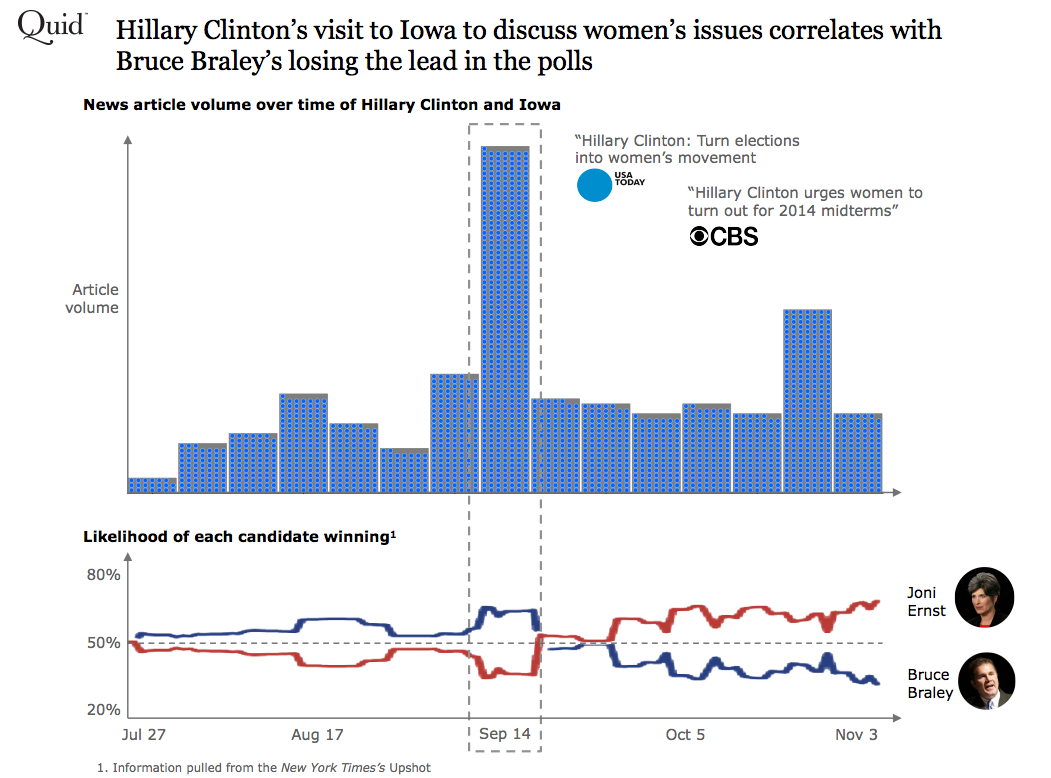 Quid™
Hillary Clinton’s visit to Iowa to discuss women’s issues correlates with
Bruce Braley’s losing the lead in the polls
News article volume over time of Hillary Clinton and Iowa
“Hillary Clinton: Turn elections
into women’s movement
USA
TODAY
“Hillary Clinton urges women to
turn out for 2014 midterms”
CBS
Article
volume
Likelihood of each candidate winning¹
80%
50%
20%
Joni
Ernst
Bruce
Braley
Jul 27
Aug 17
Sep 14
Oct 5
Nov 3
1. Information pulled from the New York Times’s Upshot